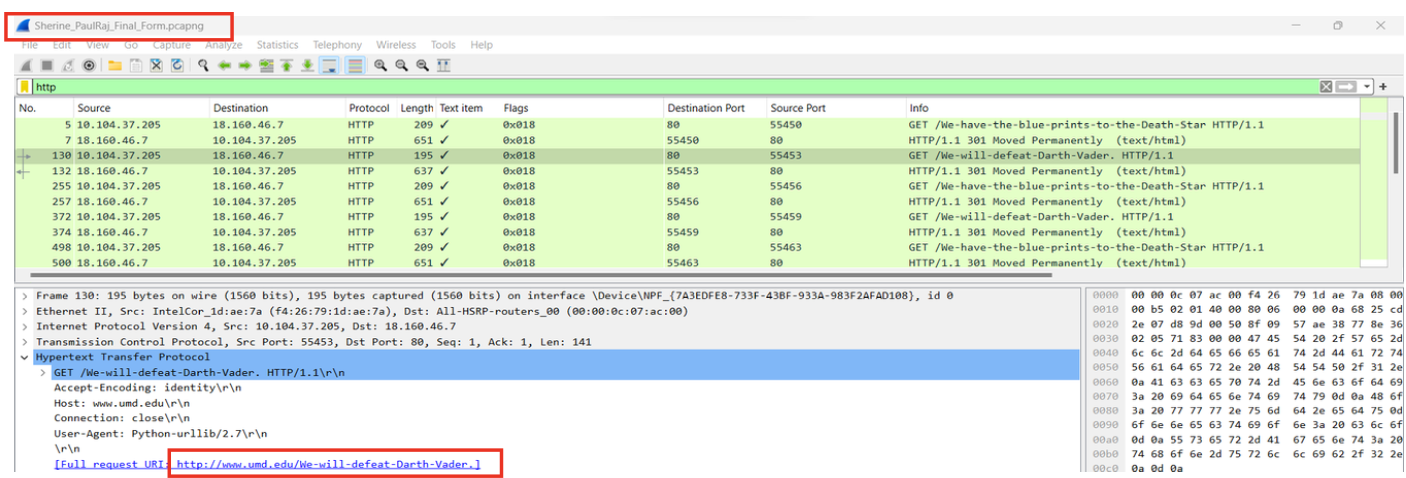 Sherine_PaulRaj_Final_Form.pcapng
File Edit View Go Capture Analyze Statistics Telephony Wireless Tools Help
http
No. Source Destination Protocol Length Text item Flags Destination Port Source Port Info
5 10.104.37.205 18.160.46.7 HTTP 209 ✓ 0x018 80 55450 GET /We-have-the-blue-prints-to-the-Death-Star HTTP/1.1
7 18.160.46.7 10.104.37.205 HTTP 651 ✓ 0x018 55450 80 HTTP/1.1 301 Moved Permanently (text/html)
130 10.104.37.205 18.160.46.7 HTTP 195 ✓ 0x018 80 55453 GET /We-will-defeat-Darth-Vader. HTTP/1.1
132 18.160.46.7 10.104.37.205 HTTP 637 ✓ 0x018 55453 80 HTTP/1.1 301 Moved Permanently (text/html)
255 10.104.37.205 18.160.46.7 HTTP 209 ✓ 0x018 80 55456 GET /We-have-the-blue-prints-to-the-Death-Star HTTP/1.1
257 18.160.46.7 10.104.37.205 HTTP 651 ✓ 0x018 55456 80 HTTP/1.1 301 Moved Permanently (text/html)
372 10.104.37.205 18.160.46.7 HTTP 195 ✓ 0x018 80 55459 GET /We-will-defeat-Darth-Vader. HTTP/1.1
374 18.160.46.7 10.104.37.205 HTTP 637 ✓ 0x018 55459 80 HTTP/1.1 301 Moved Permanently (text/html)
498 10.104.37.205 18.160.46.7 HTTP 209 ✓ 0x018 80 55463 GET /We-have-the-blue-prints-to-the-Death-Star HTTP/1.1
500 18.160.46.7 10.104.37.205 HTTP 651 ✓ 0x018 55463 80 HTTP/1.1 301 Moved Permanently (text/html)
Frame 130: 195 bytes on wire (1560 bits), 195 bytes captured (1560 bits) on interface \Device\NPF_{7A3EDFE8-733F-43BF-933A-983F2AFAD108}, id 0
Ethernet II, Src: IntelCor_1d:ae:7a (f4:26:79:1d:ae:7a), Dst: All-HSRP-routers_00 (00:00:0c:07:ac:00)
Internet Protocol Version 4, Src: 10.104.37.205, Dst: 18.160.46.7
Transmission Control Protocol, Src Port: 55453, Dst Port: 80, Seq: 1, Ack: 1, Len: 141
Hypertext Transfer Protocol
GET /We-will-defeat-Darth-Vader. HTTP/1.1\r\n
Accept-Encoding: identity\r\n
Host: www.umd.edu\r\n
Connection: close\r\n
User-Agent: Python-urllib/2.7\r\n
\r\n
[Full request URI: http://www.umd.edu/We-will-defeat-Darth-Vader.]
0000 00 00 0c 07 ac 00 f4 26 79 1d ae 7a 08 00
0010 00 b5 02 01 40 00 80 06 00 00 0a 68 25 cd
0020 2e 07 d8 9d 00 50 8f 09 57 ae 38 77 8e 36
0030 02 05 71 83 00 00 47 45 54 20 2f 57 65 2d
0040 6c 6c 2d 64 65 66 65 61 74 2d 44 61 72 74
0050 56 61 64 65 72 2e 20 48 54 54 50 2f 31 2e
0060 0a 41 63 63 65 70 74 2d 45 6e 63 6f 64 69
0070 3a 20 69 64 65 6e 74 69 74 79 0d 0a 48 6f
0080 3a 20 77 77 77 2e 75 6d 64 2e 65 64 75 0d
0090 6f 6e 6e 65 63 74 69 6f 6e 3a 20 63 6c 6f
00a0 0d 0a 55 73 65 72 2d 41 67 65 6e 74 3a 20
00b0 74 68 6f 6e 2d 75 72 6c 6c 69 62 2f 32 2e
00c0 0a 0d 0a